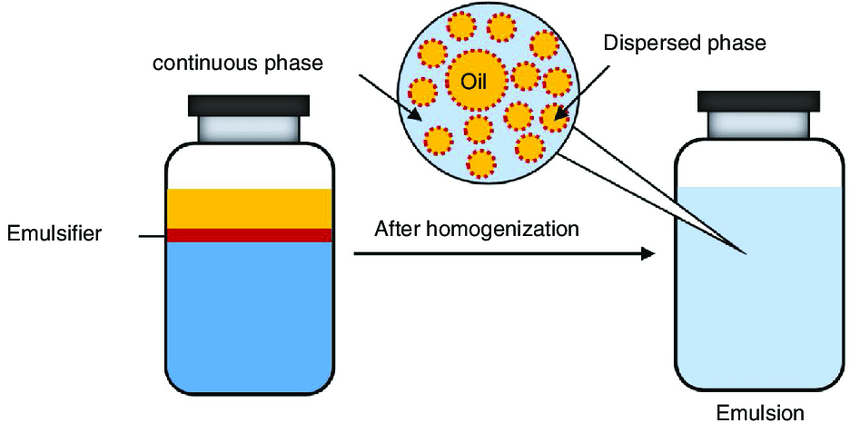 continuous phase
Oil
Dispersed phase
Emulsifier
After homogenization
Emulsion